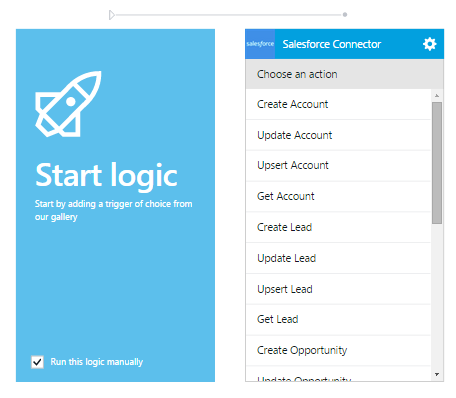 Start logic
Start by adding a trigger of choice from
our gallery
Run this logic manually
salesforce
Salesforce Connector
Choose an action
Create Account
Update Account
Upsert Account
Get Account
Create Lead
Update Lead
Upsert Lead
Get Lead
Create Opportunity
Update Opportunity